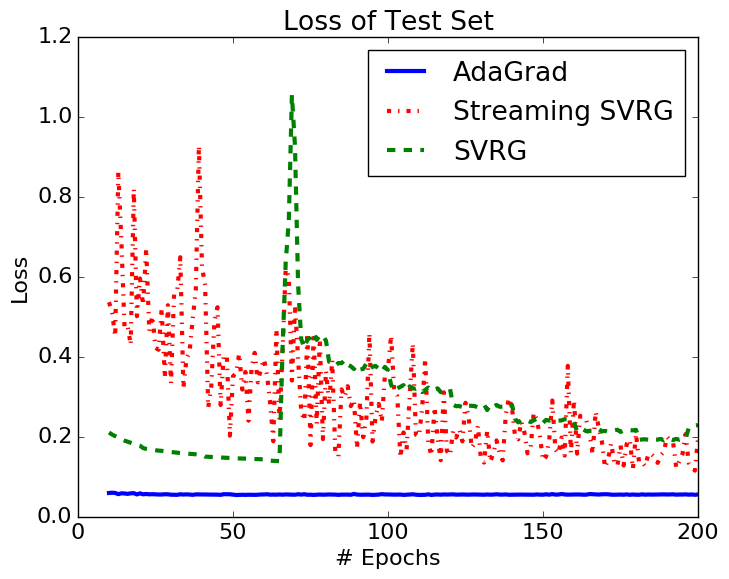 Loss of Test Set
1.2
1.0
0.8
0.6
0.4
0.2
0.0
Loss
AdaGrad
Streaming SVRG
SVRG
0 50 100 150 200
# Epochs